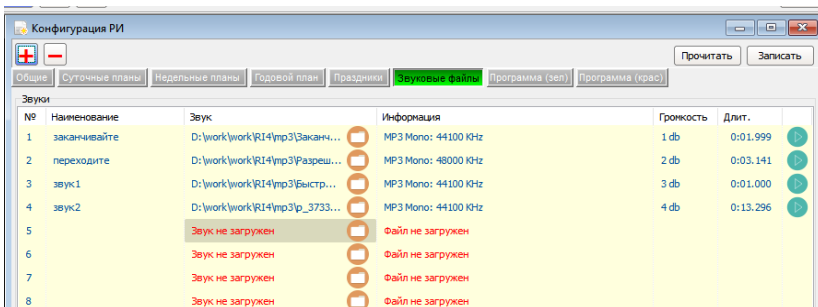 Конфигурация РИ
Прочитать Записать
Общие Суточные планы Недельные планы Годовой план Праздники Звуковые файлы Программа (зел) Программа (крас)
Звуки
№ Наименование Звук Информация Громкость Длит.
1 заканчивайте D:\work\work\RI4\mp3\Заканч... MP3 Mono: 44100 KHz 1 db 0:01.999
2 переходите D:\work\work\RI4\mp3\Разреш... MP3 Mono: 48000 KHz 2 db 0:03.141
3 звук1 D:\work\work\RI4\mp3\Быстр... MP3 Mono: 44100 KHz 3 db 0:01.000
4 звук2 D:\work\work\RI4\mp3\p_3733... MP3 Mono: 44100 KHz 4 db 0:13.296
5 Звук не загружен Файл не загружен
6 Звук не загружен Файл не загружен
7 Звук не загружен Файл не загружен
8 Звук не загружен Файл не загружен